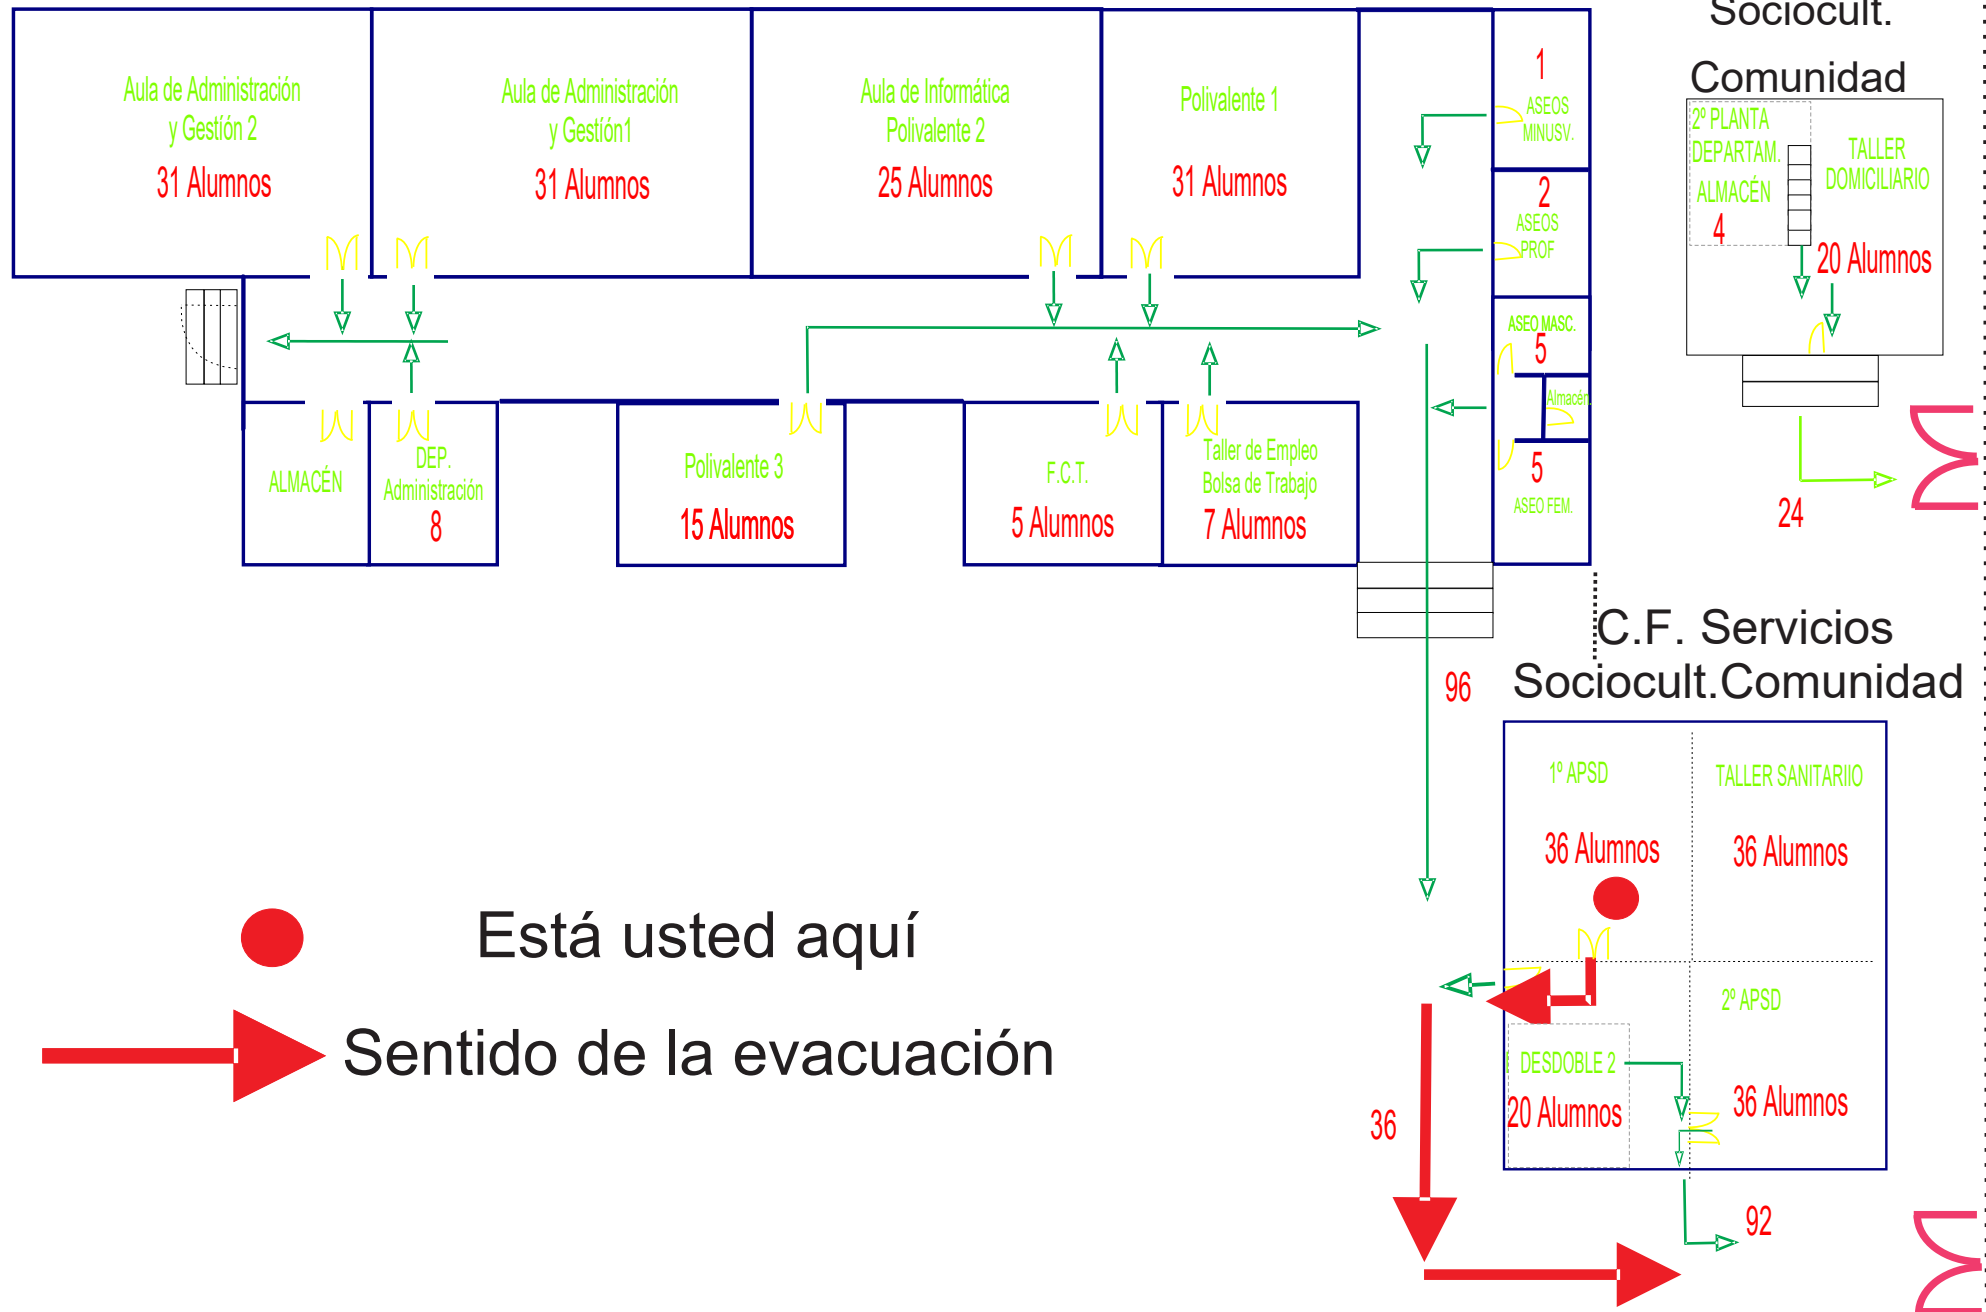 Aula de Administración
y Gestión 2
31 Alumnos
Aula de Administración
y Gestión1
31 Alumnos
Aula de Informática
Polivalente 2
25 Alumnos
Polivalente 1
31 Alumnos
1
ASEOS
MINUSV.
2
ASEOS
PROF
ASEO MASC.
5
Almacén.
5
ASEO FEM.
ALMACÉN
DEP.
Administración
8
Polivalente 3
15 Alumnos
F.C.T.
5 Alumnos
Taller de Empleo
Bolsa de Trabajo
7 Alumnos
96
Sociocult.
Comunidad
2º PLANTA
DEPARTAM.
ALMACÉN
4
TALLER
DOMICILIARIO
20 Alumnos
24
C.F. Servicios
Sociocult.Comunidad
1º APSD
36 Alumnos
TALLER SANITARIIO
36 Alumnos
2º APSD
36 Alumnos
DESDOBLE 2
20 Alumnos
36
92
Está usted aquí
Sentido de la evacuación